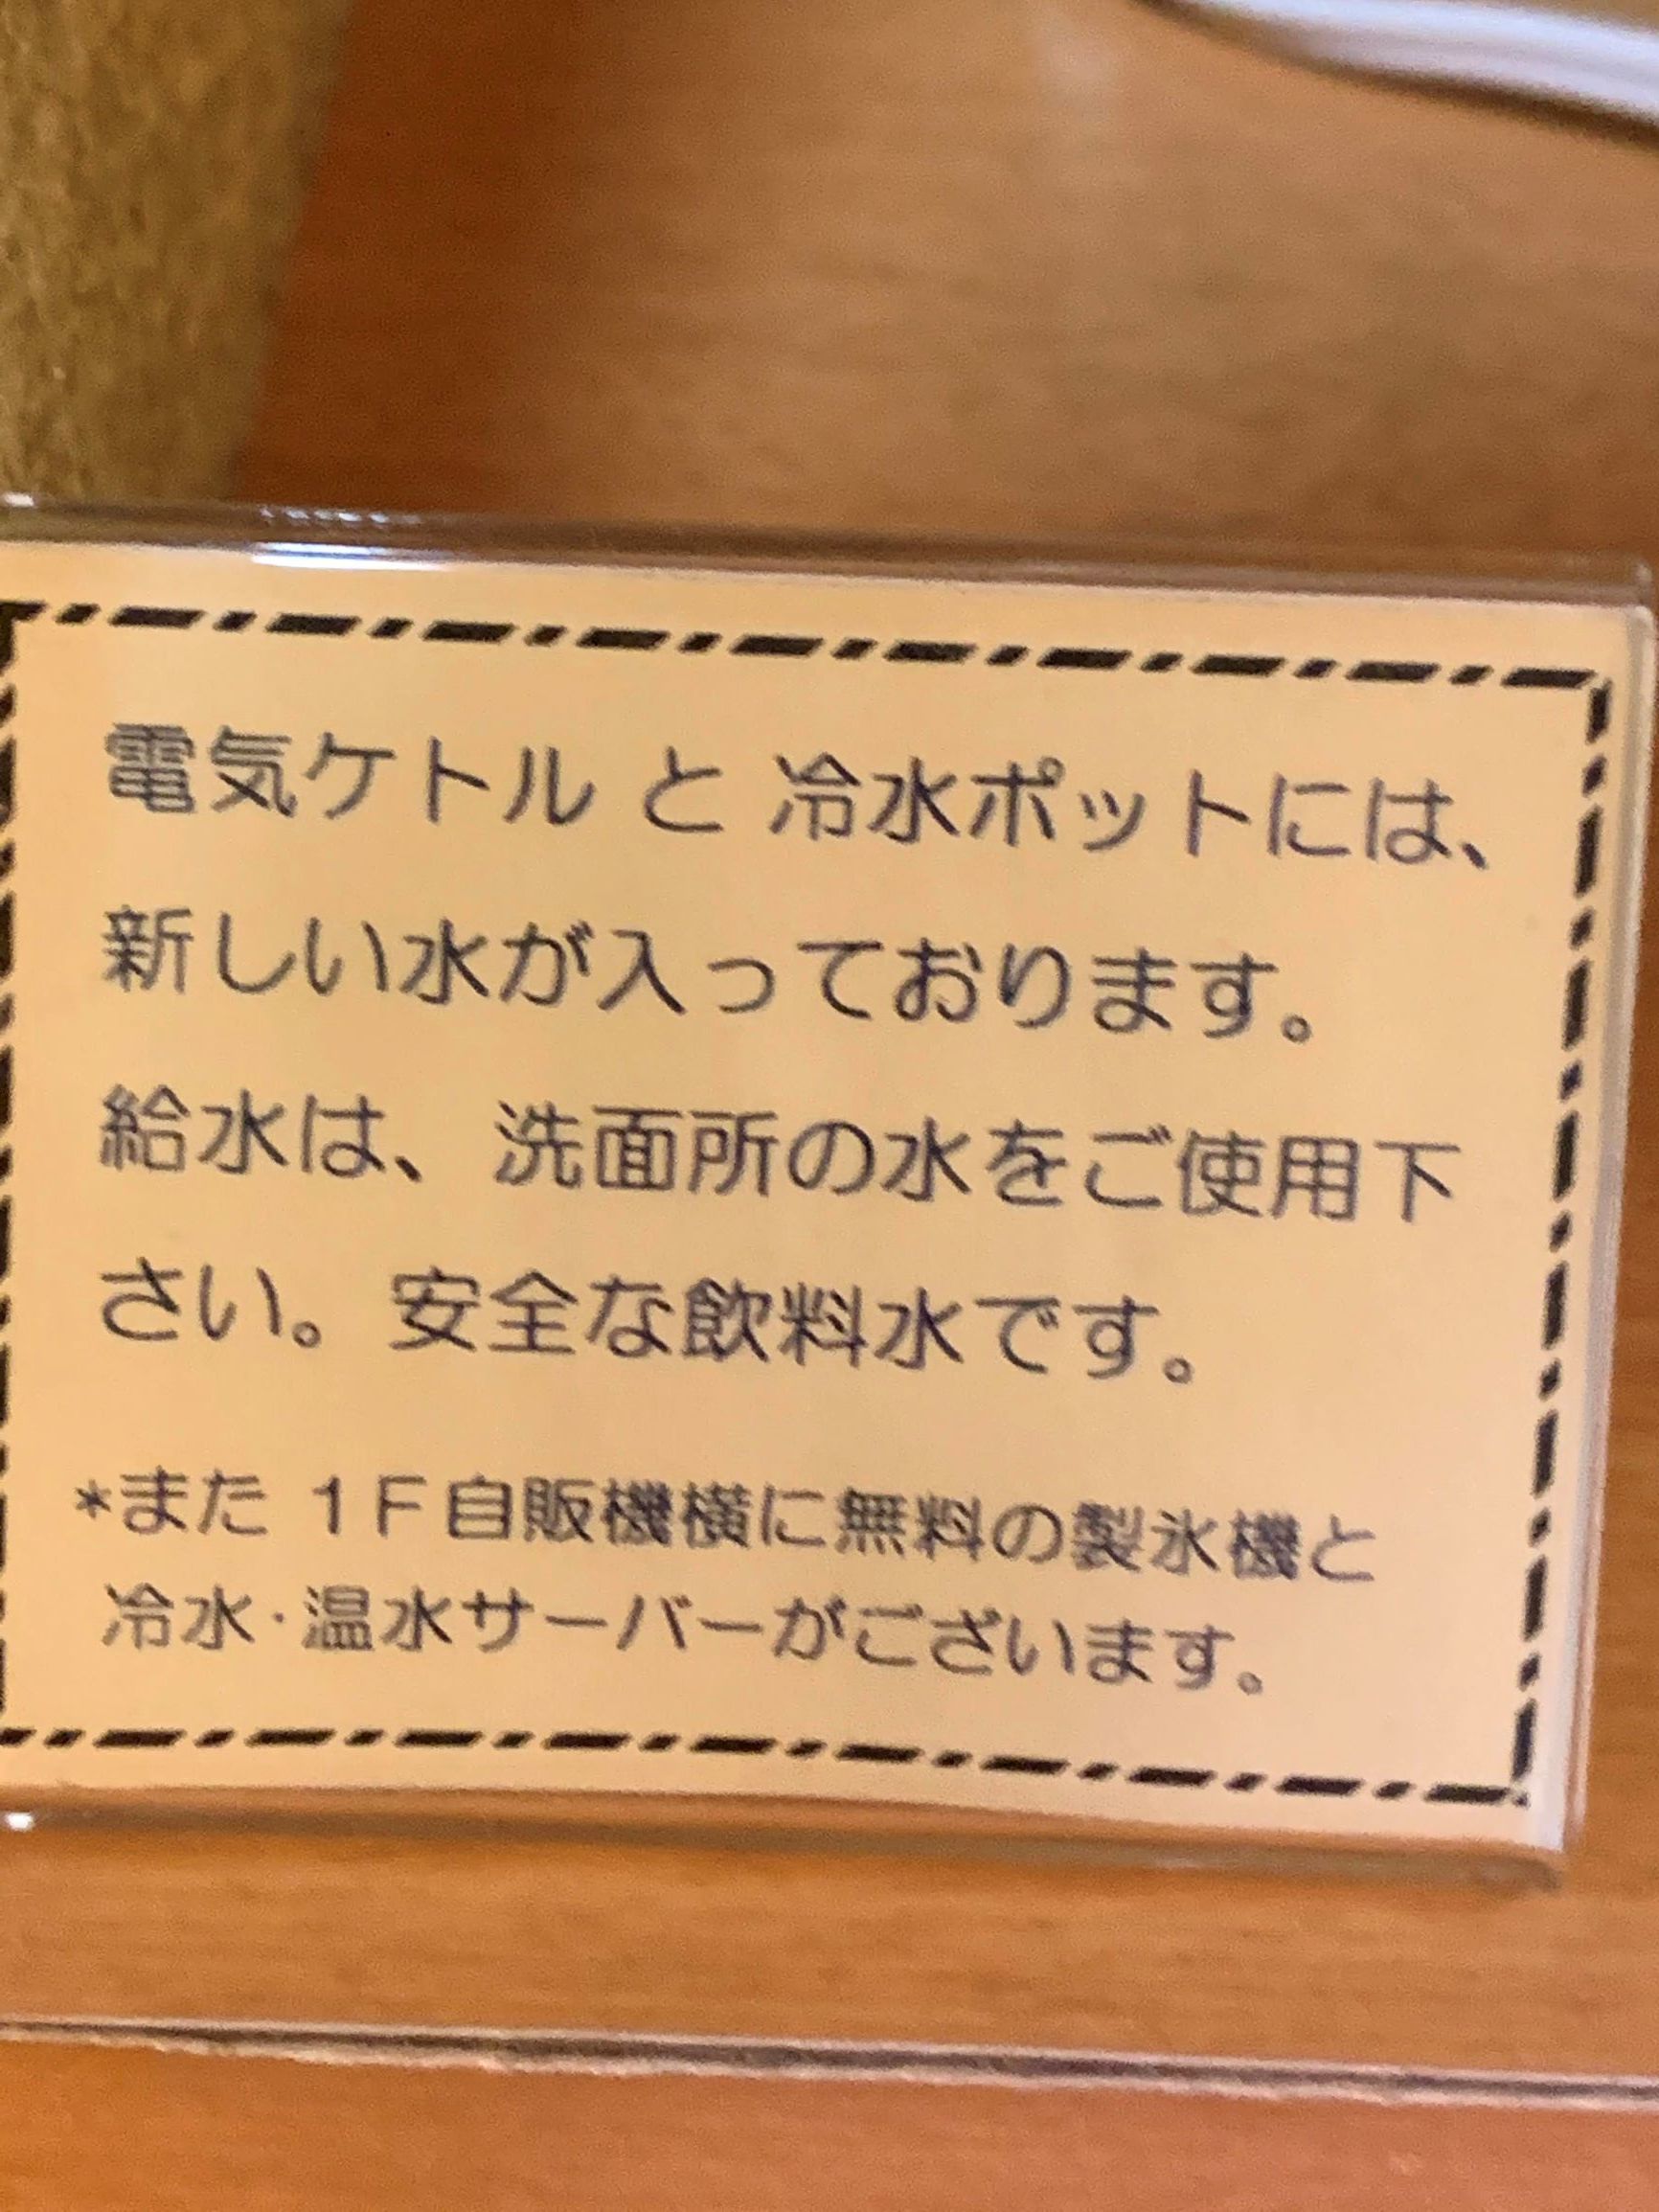 電気ケトル と 冷水ポットには、
新しい水が入っております。
給水は、洗面所の水をご使用下
さい。安全な飲料水です。
*また 1F自販機横に無料の製氷機と
冷水・温水サーバーがございます。